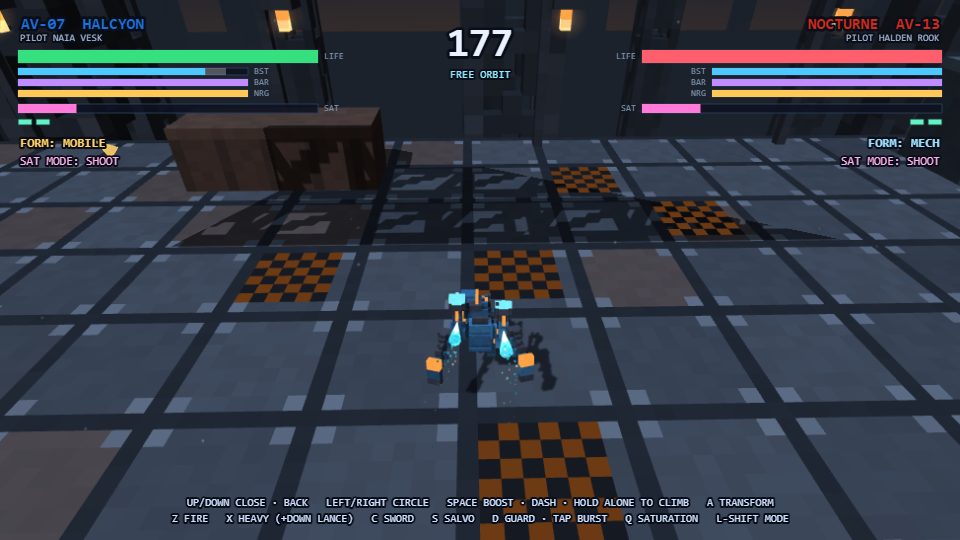 AV-07 HALCYON
PILOT NAIA VESK
LIFE
BST
BAR
NRG
SAT
FORM: MOBILE
SAT MODE: SHOOT
177
FREE ORBIT
NOCTURNE AV-13
PILOT HALDEN ROOK
LIFE
BST
BAR
NRG
SAT
FORM: MECH
SAT MODE: SHOOT
UP/DOWN CLOSE · BACK LEFT/RIGHT CIRCLE SPACE BOOST · DASH · HOLD ALONE TO CLIMB A TRANSFORM
Z FIRE X HEAVY (+DOWN LANCE) C SWORD S SALVO D GUARD · TAP BURST Q SATURATION L-SHIFT MODE